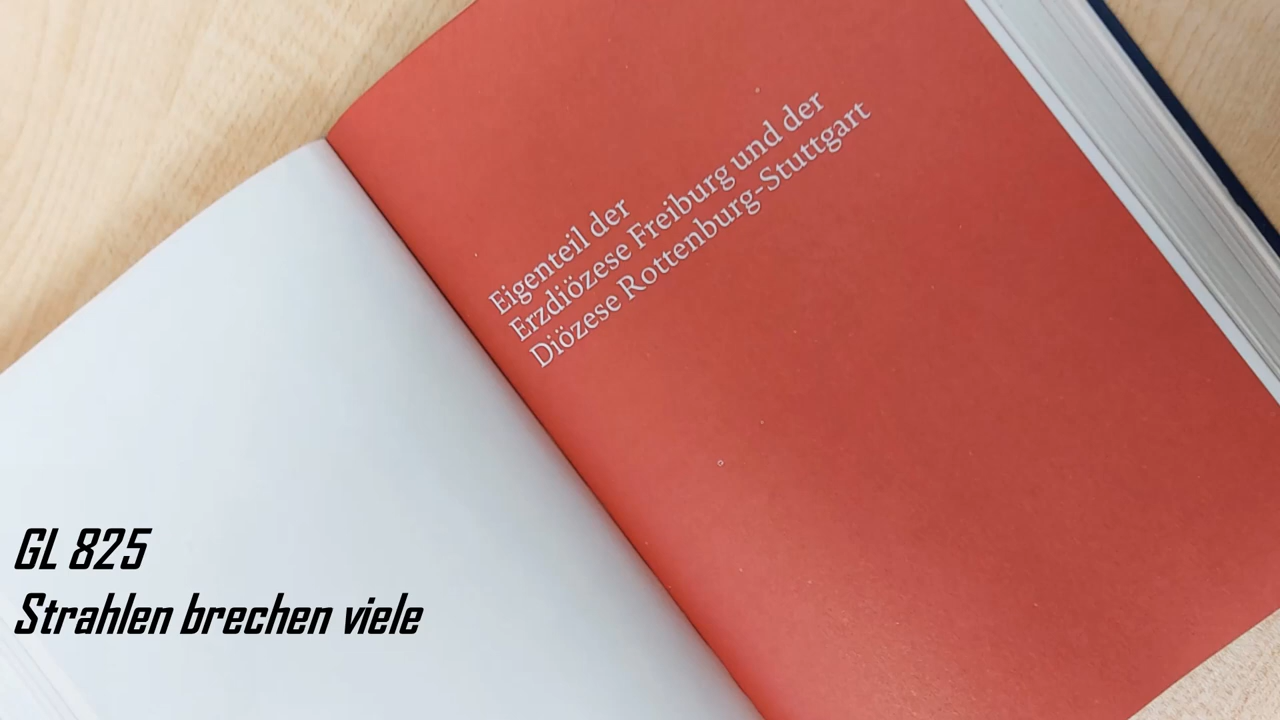 Eigenteil der
Erzdiözese Freiburg und der
Diözese Rottenburg-Stuttgart
GL 825
Strahlen brechen viele